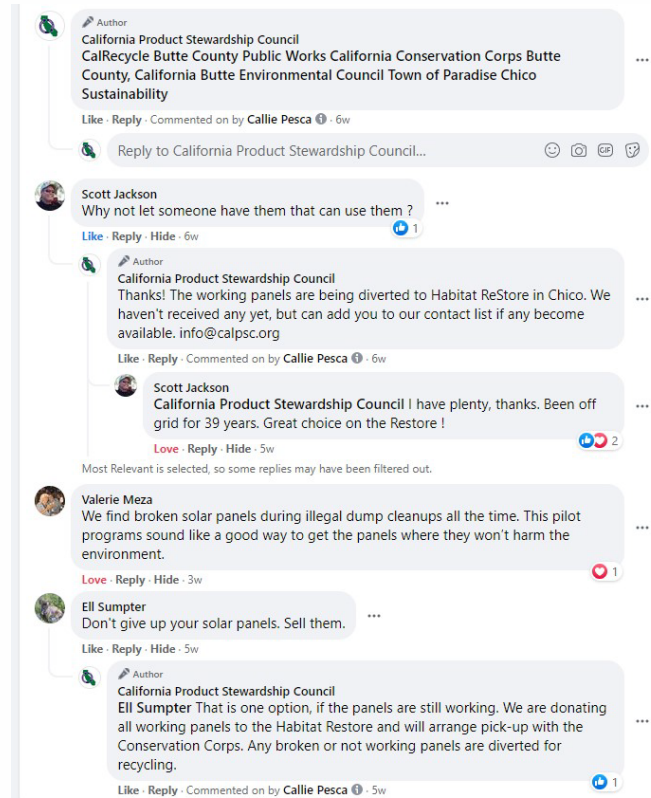 Author
California Product Stewardship Council
CalRecycle Butte County Public Works California Conservation Corps Butte
County, California Butte Environmental Council Town of Paradise Chico
Sustainability
Like · Reply · Commented on by Callie Pesca · 6w
Reply to California Product Stewardship Council...
GIF
Scott Jackson
Why not let someone have them that can use them ?
1
Like · Reply · Hide · 6w
Author
California Product Stewardship Council
Thanks! The working panels are being diverted to Habitat ReStore in Chico. We
haven't received any yet, but can add you to our contact list if any become
available. info@calpsc.org
Like · Reply · Commented on by Callie Pesca · 6w
Scott Jackson
California Product Stewardship Council I have plenty, thanks. Been off
grid for 39 years. Great choice on the Restore !
2
Love · Reply · Hide · 5w
Most Relevant is selected, so some replies may have been filtered out.
Valerie Meza
We find broken solar panels during illegal dump cleanups all the time. This pilot
programs sound like a good way to get the panels where they won't harm the
environment.
1
Love · Reply · Hide · 3w
Ell Sumpter
Don't give up your solar panels. Sell them.
Like · Reply · Hide · 5w
Author
California Product Stewardship Council
Ell Sumpter That is one option, if the panels are still working. We are donating
all working panels to the Habitat Restore and will arrange pick-up with the
Conservation Corps. Any broken or not working panels are diverted for
recycling.
1
Like · Reply · Commented on by Callie Pesca · 5w